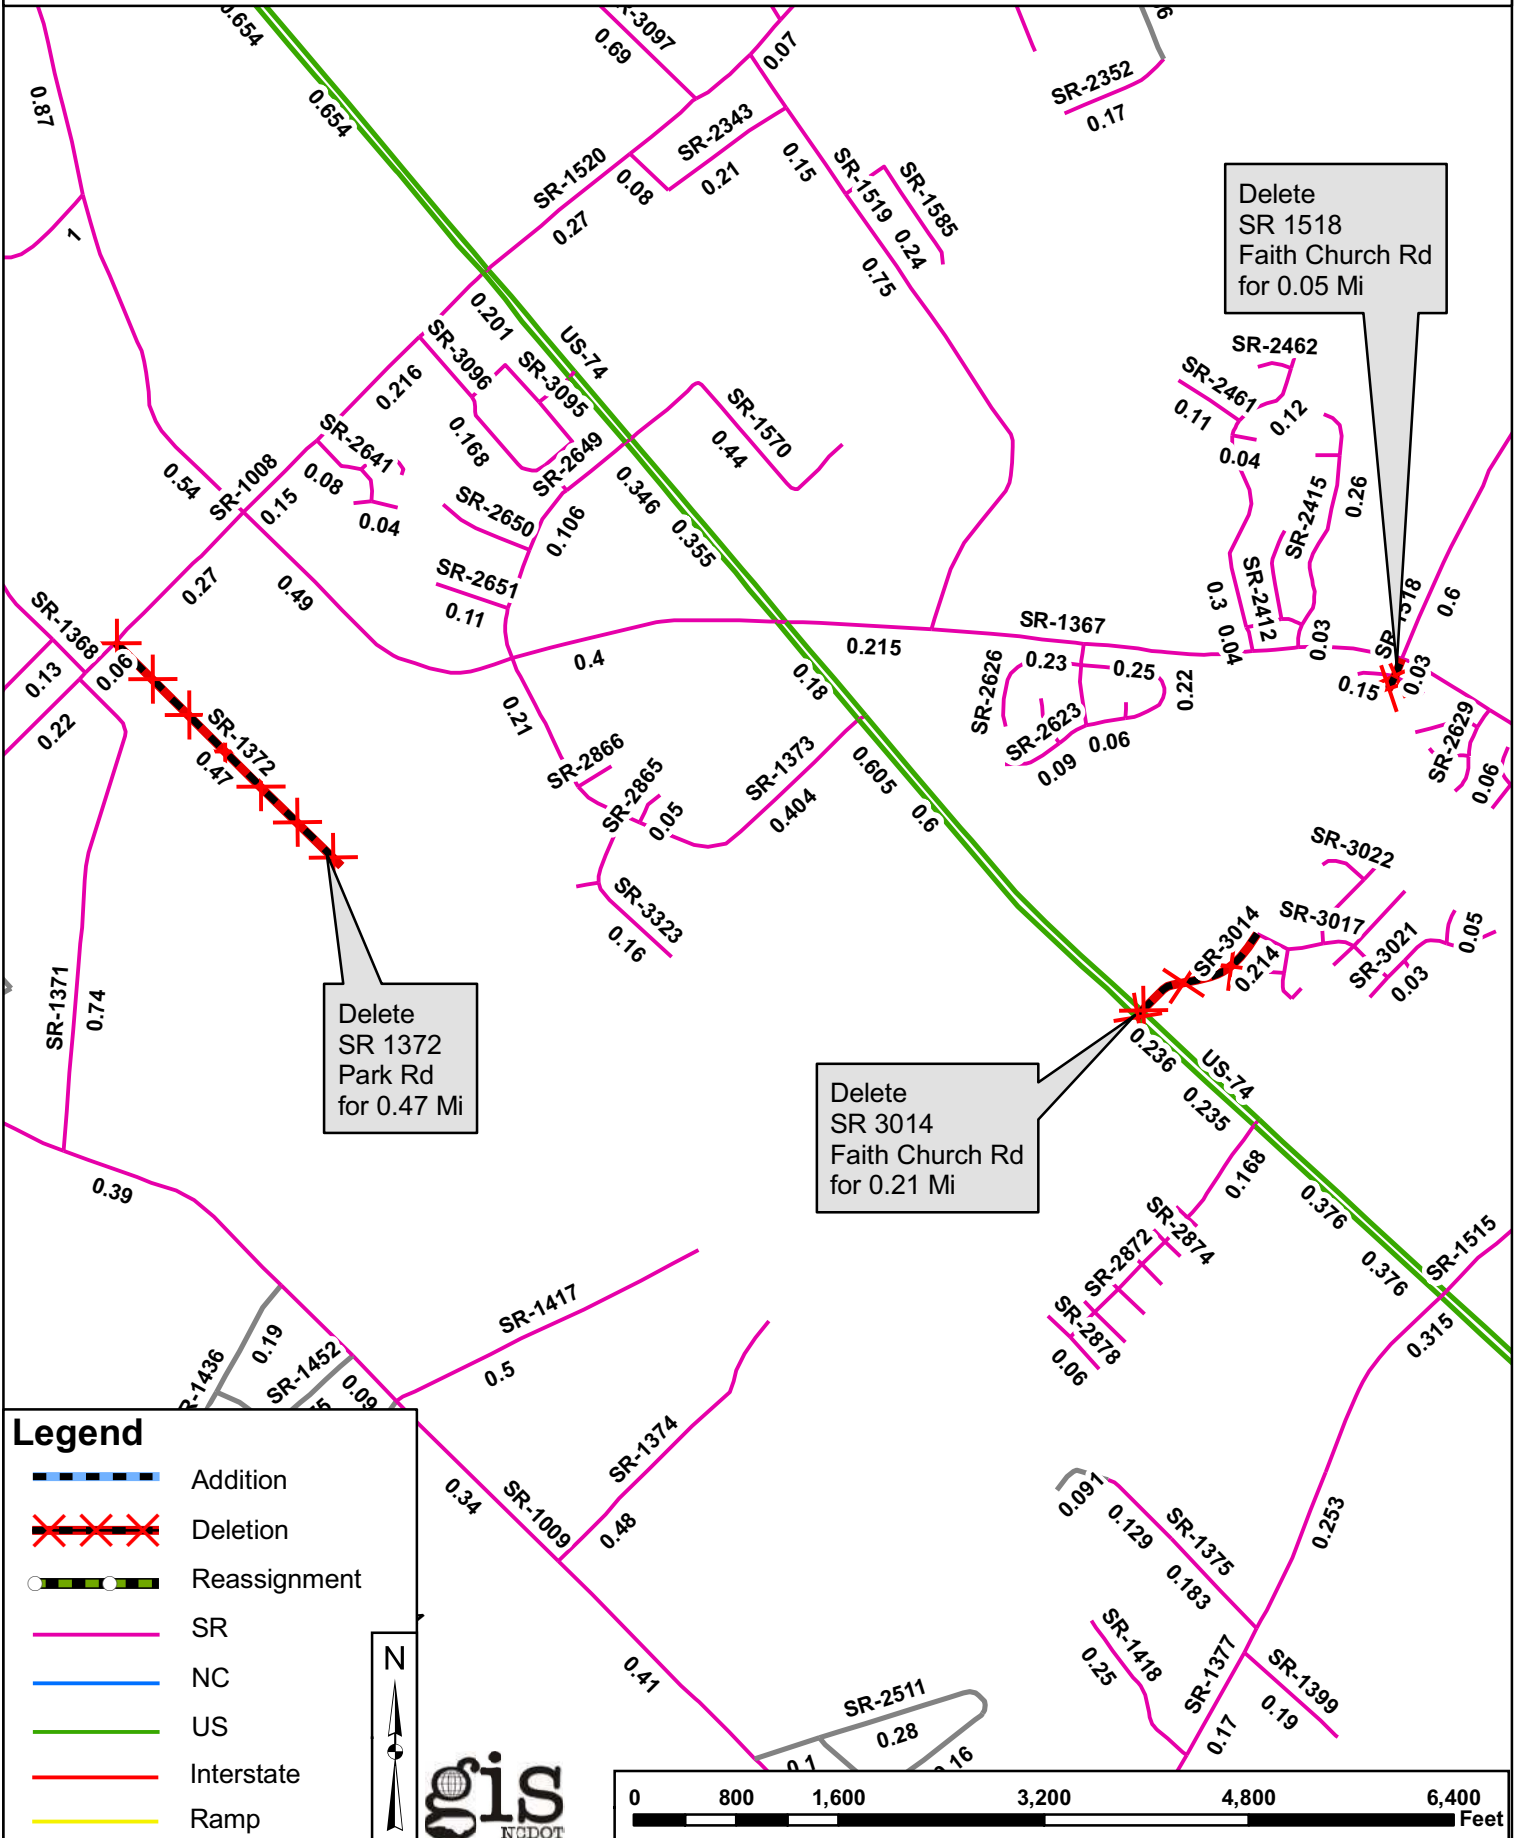 0.654
0.654
R-3097
0.69
0.07
SR-2352
0.17
0.87
SR-2343
0.21
0.08
SR-1520
0.27
0.15
SR-1519
SR-1585
0.24
0.75
1
Delete
SR 1518
Faith Church Rd
for 0.05 Mi
0.201
US-74
SR-3096
SR-3095
0.216
0.168
SR-2649
SR-1570
0.44
SR-2462
SR-2461
0.11
0.12
0.04
SR-2641
0.08
0.04
0.54
SR-1008
0.15
SR-2650
0.106
0.346
0.355
SR-2415
0.26
SR-2651
0.11
0.27
0.49
SR-2412
0.3
0.04
0.03
0.6
SR-1368
0.13
0.06
0.22
0.4
0.215
SR-1367
0.18
SR-2626
0.23
0.25
0.22
SR-2623
0.09
0.06
0.15
0.03
SR-2629
0.06
SR-1372
0.47
0.21
SR-2866
SR-2865
0.05
SR-1373
0.404
0.605
0.6
SR-3323
0.16
SR-3022
SR-3017
SR-3014
0.214
SR-3021
0.03
0.05
SR-1371
0.74
Delete
SR 1372
Park Rd
for 0.47 Mi
Delete
SR 3014
Faith Church Rd
for 0.21 Mi
0.236
US-74
0.235
0.168
0.376
0.376
SR-2874
SR-2872
SR-2878
0.06
SR-1515
0.315
0.39
SR-1417
0.5
R-1436
0.19
SR-1452
0.09
SR-1374
0.48
0.34
SR-1009
0.41
0.091
0.129
SR-1375
0.183
0.253
SR-1418
0.25
SR-1377
0.17
SR-1399
0.19
SR-2511
0.28
0.1
Legend
Addition
Deletion
Reassignment
SR
NC
US
Interstate
Ramp
N
gis
NCDOT
0 800 1,600 3,200 4,800 6,400
Feet